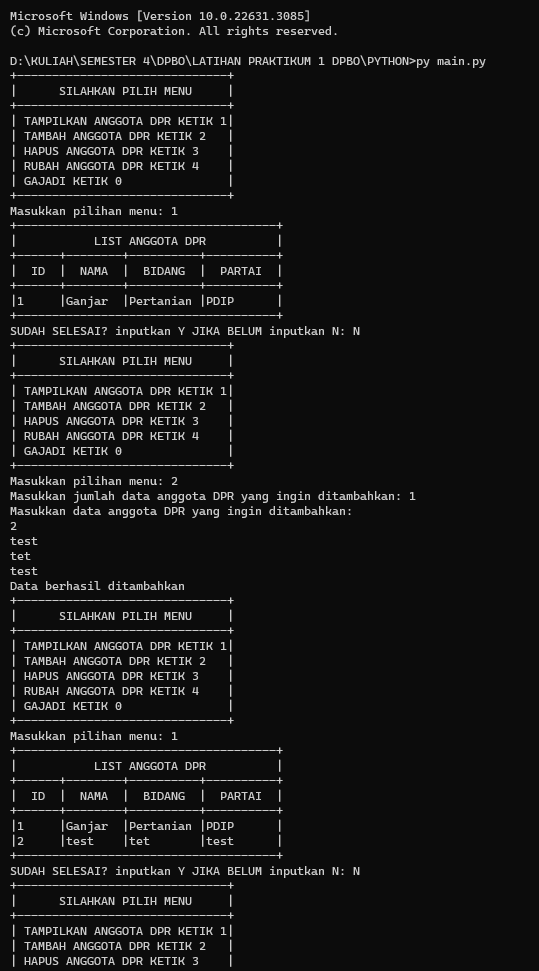 Microsoft Windows [Version 10.0.22631.3085]
(c) Microsoft Corporation. All rights reserved.

D:\KULIAH\SEMESTER 4\DPBO\LATIHAN PRAKTIKUM 1 DPBO\PYTHON>py main.py
+------------------------------+
|      SILAHKAN PILIH MENU     |
+------------------------------+
| TAMPILKAN ANGGOTA DPR KETIK 1|
| TAMBAH ANGGOTA DPR KETIK 2   |
| HAPUS ANGGOTA DPR KETIK 3    |
| RUBAH ANGGOTA DPR KETIK 4    |
| GAJADI KETIK 0               |
+------------------------------+
Masukkan pilihan menu: 1
+-------------------------------------+
|           LIST ANGGOTA DPR          |
+------+--------+----------+----------+
|  ID  |  NAMA  |  BIDANG  |  PARTAI  |
+------+--------+----------+----------+
|1     |Ganjar  |Pertanian |PDIP      |
+-------------------------------------+
SUDAH SELESAI? inputkan Y JIKA BELUM inputkan N: N
+------------------------------+
|      SILAHKAN PILIH MENU     |
+------------------------------+
| TAMPILKAN ANGGOTA DPR KETIK 1|
| TAMBAH ANGGOTA DPR KETIK 2   |
| HAPUS ANGGOTA DPR KETIK 3    |
| RUBAH ANGGOTA DPR KETIK 4    |
| GAJADI KETIK 0               |
+------------------------------+
Masukkan pilihan menu: 2
Masukkan jumlah data anggota DPR yang ingin ditambahkan: 1
Masukkan data anggota DPR yang ingin ditambahkan:
2
test
tet
test
Data berhasil ditambahkan
+------------------------------+
|      SILAHKAN PILIH MENU     |
+------------------------------+
| TAMPILKAN ANGGOTA DPR KETIK 1|
| TAMBAH ANGGOTA DPR KETIK 2   |
| HAPUS ANGGOTA DPR KETIK 3    |
| RUBAH ANGGOTA DPR KETIK 4    |
| GAJADI KETIK 0               |
+------------------------------+
Masukkan pilihan menu: 1
+-------------------------------------+
|           LIST ANGGOTA DPR          |
+------+--------+----------+----------+
|  ID  |  NAMA  |  BIDANG  |  PARTAI  |
+------+--------+----------+----------+
|1     |Ganjar  |Pertanian |PDIP      |
|2     |test    |tet       |test      |
+-------------------------------------+
SUDAH SELESAI? inputkan Y JIKA BELUM inputkan N: N
+------------------------------+
|      SILAHKAN PILIH MENU     |
+------------------------------+
| TAMPILKAN ANGGOTA DPR KETIK 1|
| TAMBAH ANGGOTA DPR KETIK 2   |
| HAPUS ANGGOTA DPR KETIK 3    |